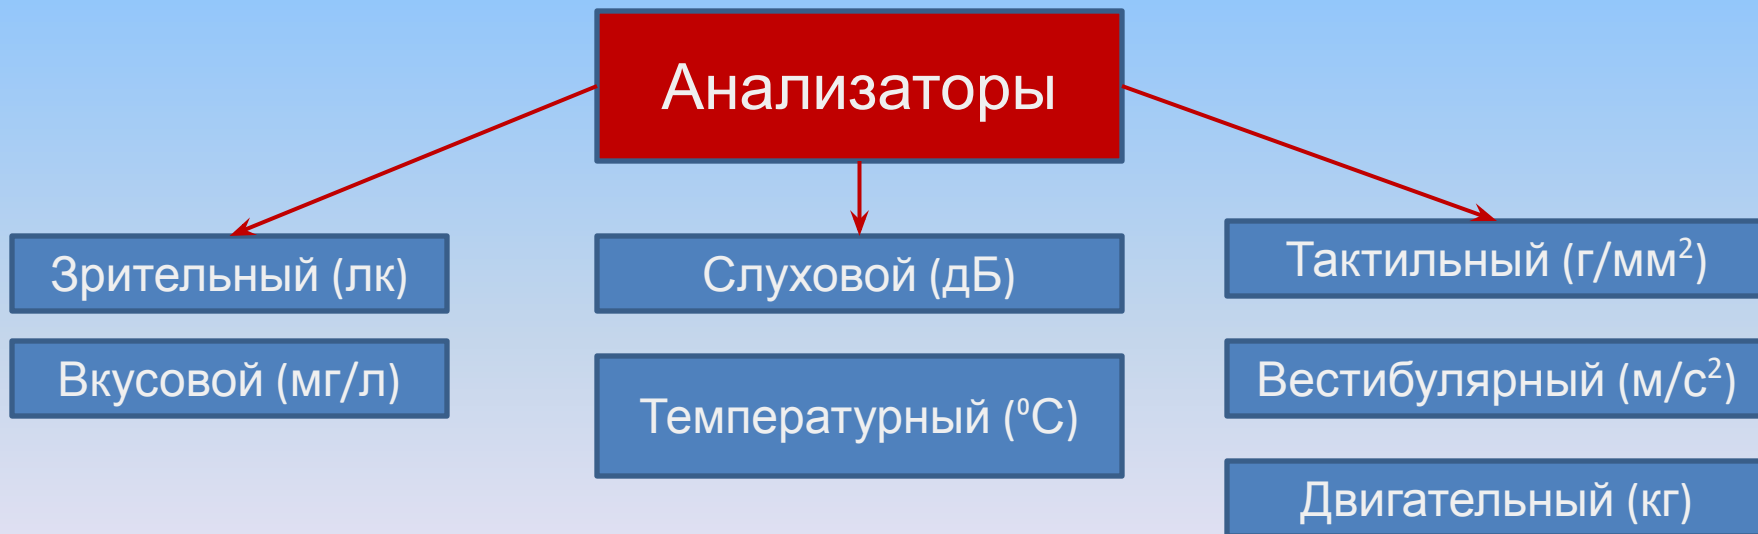 Анализаторы
Зрительный (лк)
Слуховой (дБ)
Тактильный (г/мм²)
Вкусовой (мг/л)
Температурный (⁰С)
Вестибулярный (м/с²)
Двигательный (кг)